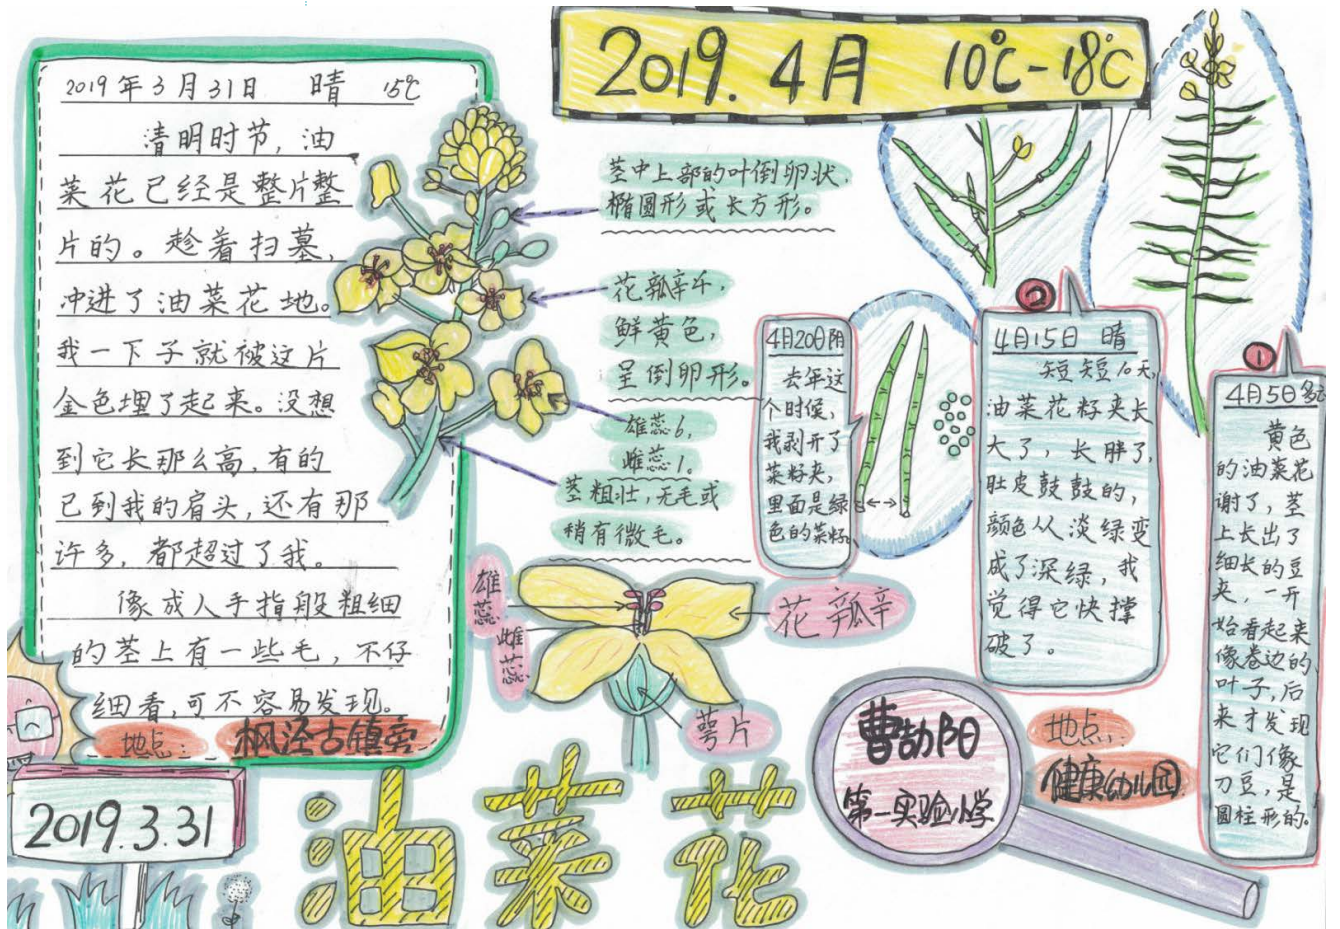 2019.4月 10℃-18℃
2019年3月31日 晴 15℃
清明时节，油
菜花已经是整片整
片的。趁着扫墓，
冲进了油菜花地。
我一下子就被这片
金色埋了起来。没想
到它长那么高，有的
已到我的肩头，还有那
许多，都超过了我。
像成人手指般粗细
的茎上有一些毛，不仔
细看，可不容易发现。
地点：枫泾古镇旁
2019.3.31
茎中上部的叶倒卵状，
椭圆形或长方形。
花瓣4，
鲜黄色，
呈倒卵形。
雄蕊6，
雌蕊1。
茎粗壮，无毛或
稍有微毛。
雄蕊
雌蕊
花瓣
萼片
4月20日阴
去年这
个时候，
我剥开了
菜籽夹，
里面是绿
色的菜籽。
②
4月15日 晴
短短10天，
油菜花籽夹长
大了，长胖了，
肚皮鼓鼓的，
颜色从淡绿变
成了深绿，我
觉得它快撑
破了。
①
4月5日多云
黄色
的油菜花
谢了，茎
上长出了
细长的豆
夹，一开
始看起来
像卷边的
叶子，后
来才发现
它们像
刀豆，是
圆柱形的。
曹劼阳
第一实验小学
地点：
健康幼儿园
油菜花